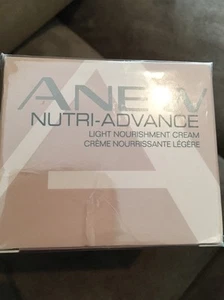 ANEW
NUTRI-ADVANCE
LIGHT NOURISHMENT CREAM
CRÈME NOURRISSANTE LÉGÈRE